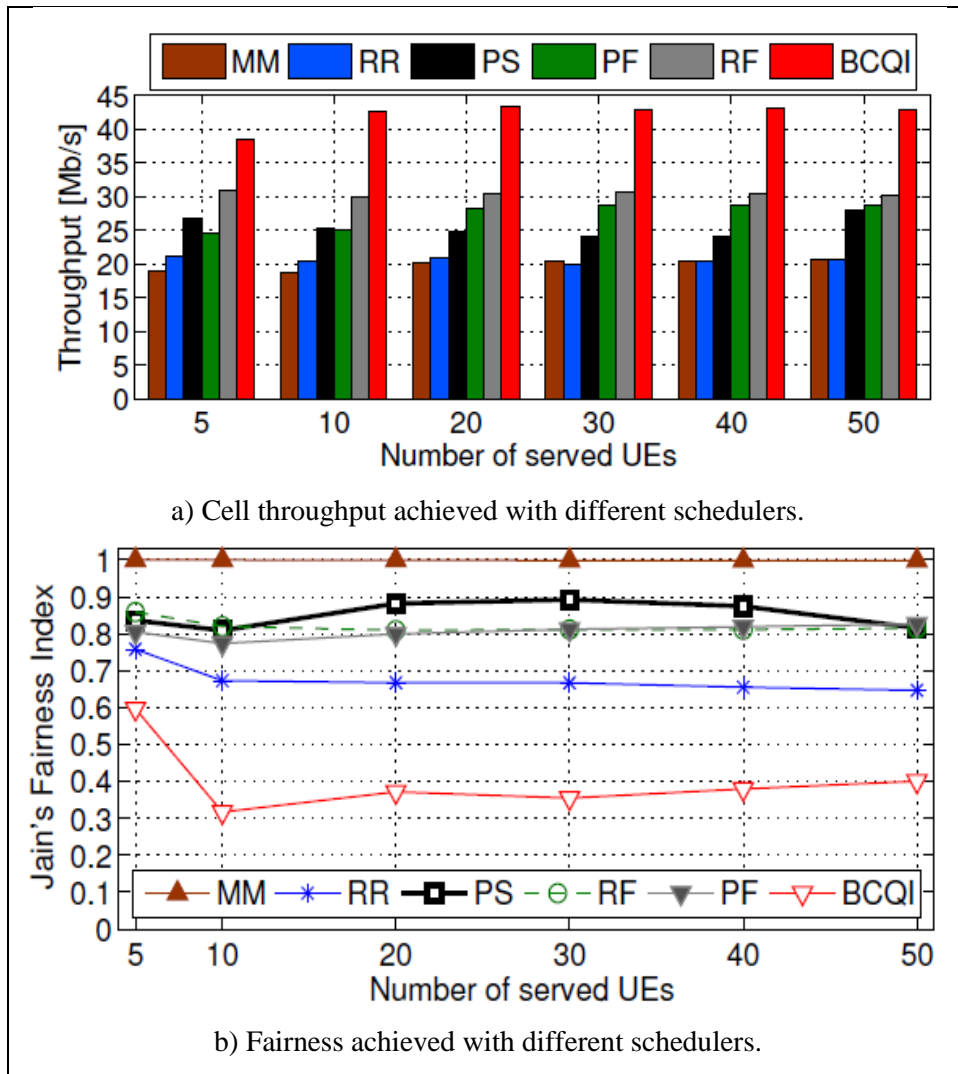 MM RR PS PF RF BCQI
45
40
35
30
25
20
15
10
5
0
Throughput [Mb/s]
5 10 20 30 40 50
Number of served UEs
a) Cell throughput achieved with different schedulers.
1
0.9
0.8
0.7
0.6
0.5
0.4
0.3
0.2
0.1
0
Jain's Fairness Index
MM RR PS RF PF BCQI
5 10 20 30 40 50
Number of served UEs
b) Fairness achieved with different schedulers.